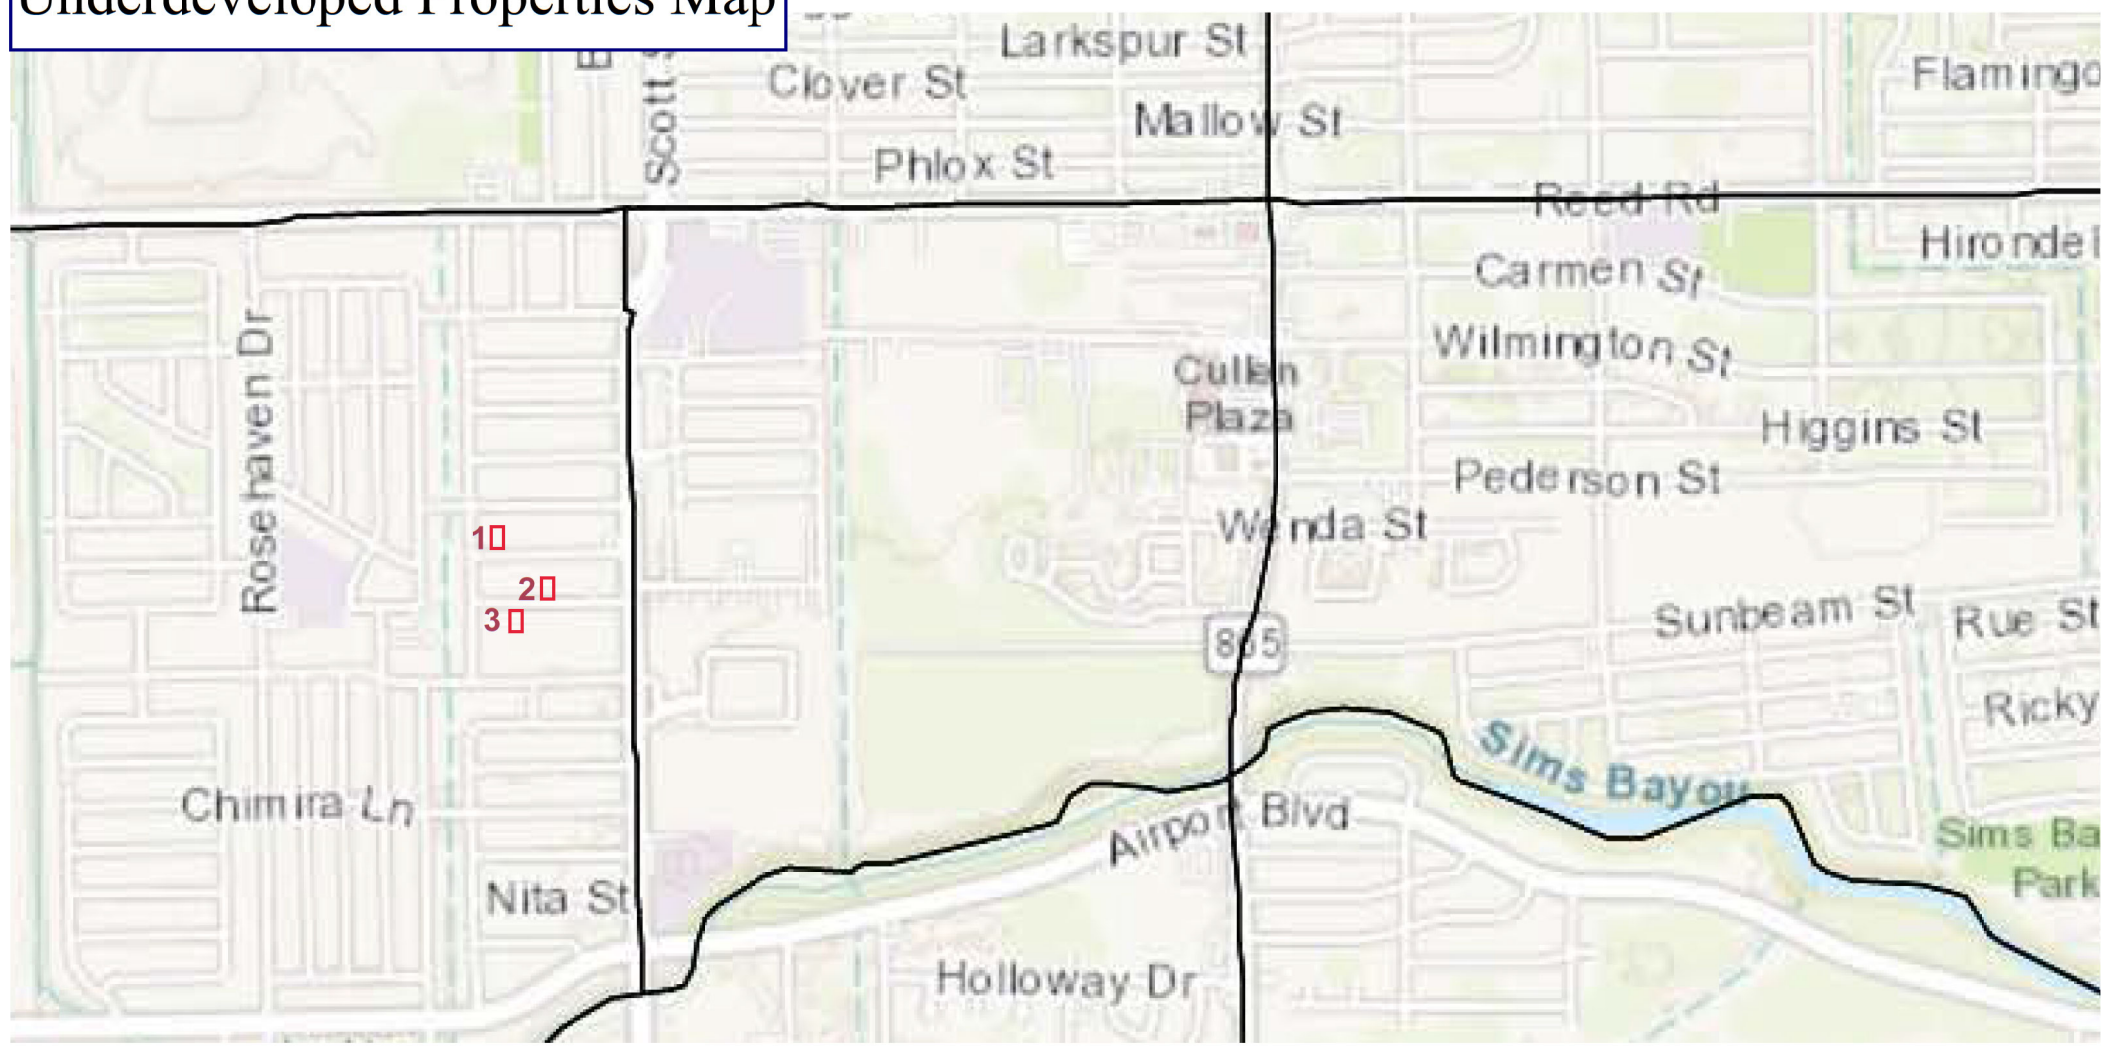 Underdeveloped Properties Map
Larkspur St
Clover St
Flamingo
Scott
Mallow St
Phlox St
Reed Rd
Hirondel
Carmen St
Rosehaven Dr
Wilmington St
Cullen
Plaza
Higgins St
Pederson St
1
Wenda St
2
3
Sunbeam St
Rue St
865
Ricky
Sims Bayou
Chimira Ln
Airport Blvd
Sims Ba
Park
Nita St
Holloway Dr